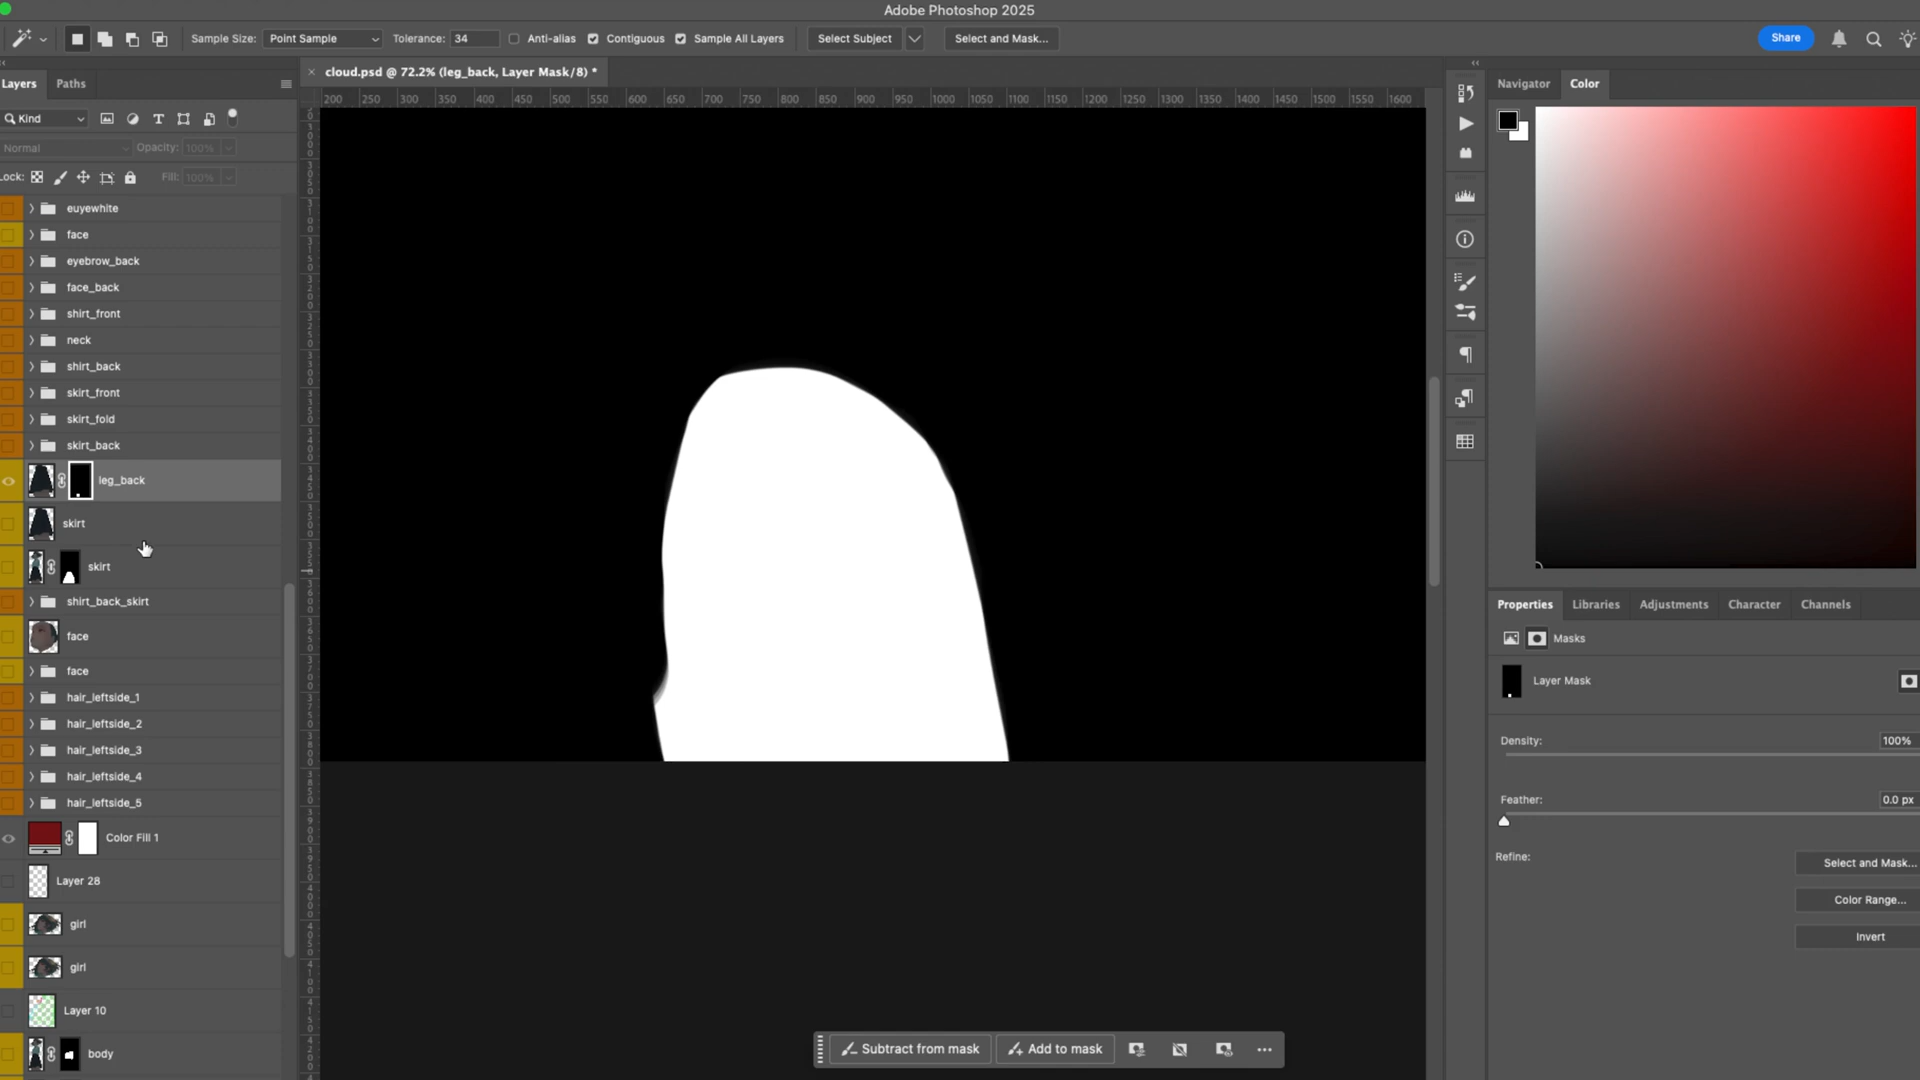 Adobe Photoshop 2025
Sample Size: Point Sample Tolerance: 34 Anti-alias Contiguous Sample All Layers Select Subject Select and Mask... Share
Layers Paths
cloud.psd @ 72.2% (leg_back, Layer Mask/8) *
Navigator Color
200 250 300 350 400 450 500 550 600 650 700 750 800 850 900 950 1000 1050 1100 1150 1200 1250 1300 1350 1400 1450 1500 1550 1600
Kind
Normal Opacity: 100%
Lock: Fill: 100%
euyewhite
face
eyebrow_back
face_back
shirt_front
neck
shirt_back
skirt_front
skirt_fold
skirt_back
leg_back
skirt
skirt
shirt_back_skirt
face
face
hair_leftside_1
hair_leftside_2
hair_leftside_3
hair_leftside_4
hair_leftside_5
Color Fill 1
Layer 28
girl
girl
Layer 10
body
Properties Libraries Adjustments Character Channels
Masks
Layer Mask
Density: 100%
Feather: 0.0 px
Refine: Select and Mask...
Color Range...
Invert
Subtract from mask Add to mask